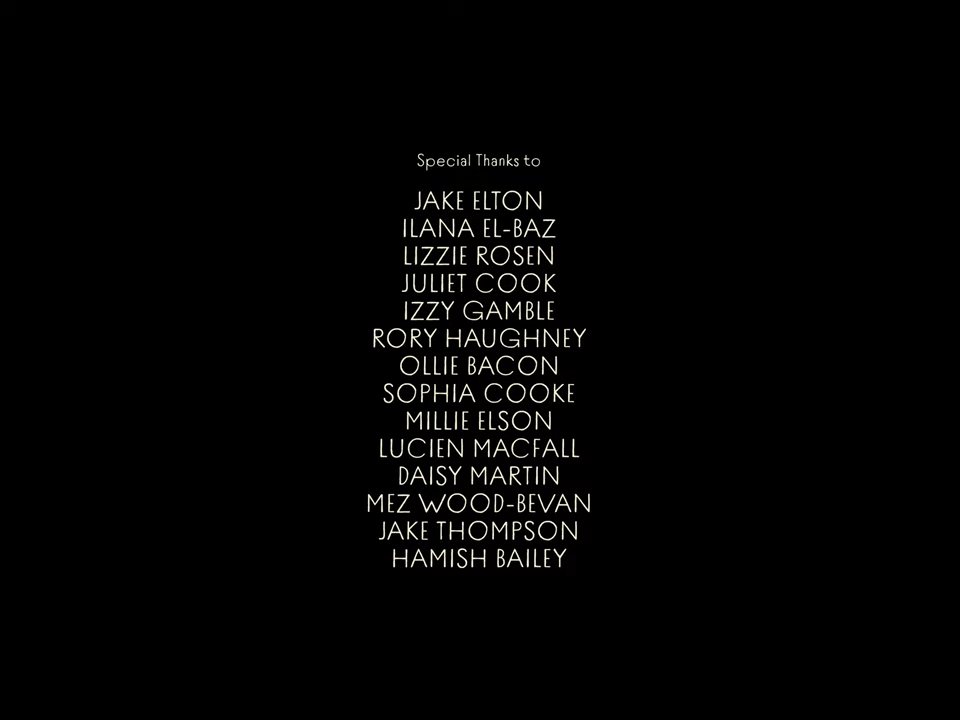 Special Thanks to
JAKE ELTON
ILANA EL-BAZ
LIZZIE ROSEN
JULIET COOK
IZZY GAMBLE
RORY HAUGHNEY
OLLIE BACON
SOPHIA COOKE
MILLIE ELSON
LUCIEN MACFALL
DAISY MARTIN
MEZ WOOD-BEVAN
JAKE THOMPSON
HAMISH BAILEY